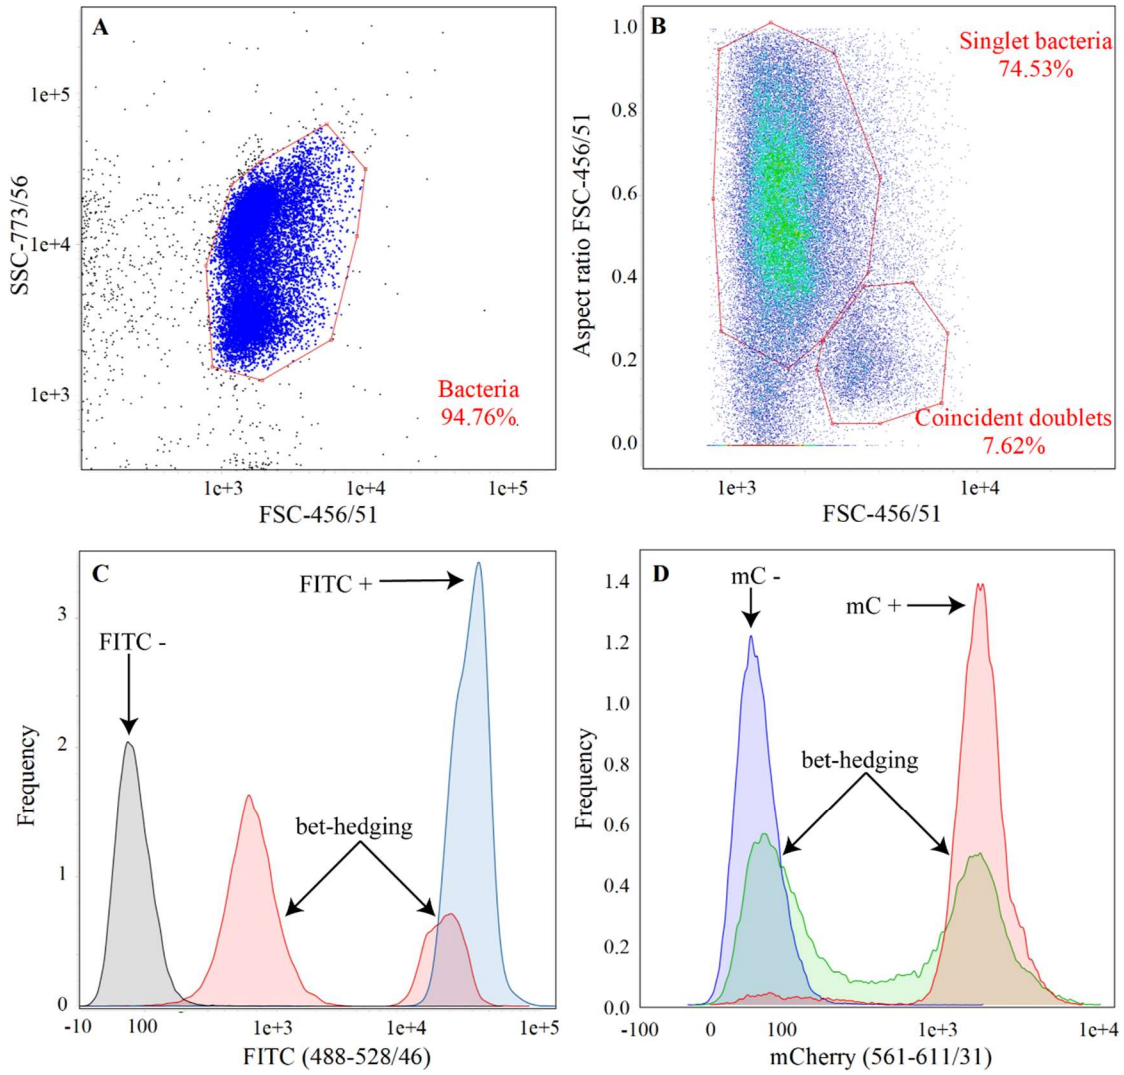 A
SSC-773/56
1e+5
1e+4
1e+3
Bacteria
94.76%
1e+3 1e+4 1e+5
FSC-456/51
B
Aspect ratio FSC-456/51
1.0
0.8
0.6
0.4
0.2
0.0
Singlet bacteria
74.53%
Coincident doublets
7.62%
1e+3 1e+4
FSC-456/51
C
Frequency
3
2
1
0
FITC +
FITC -
bet-hedging
-10 100 1e+3 1e+4 1e+5
FITC (488-528/46)
D
Frequency
1.4
1.2
1.0
0.8
0.6
0.4
0.2
0.0
mC -
mC +
bet-hedging
-100 0 100 1e+3 1e+4
mCherry (561-611/31)